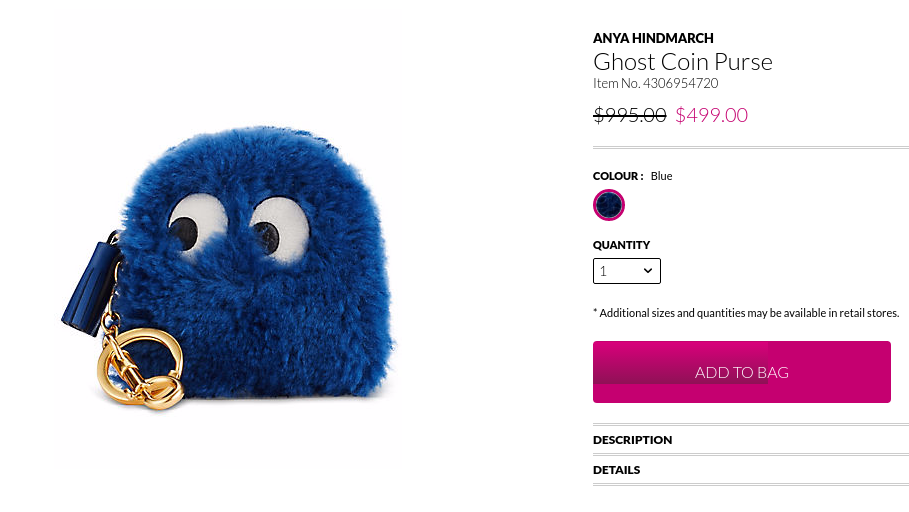 ANYA HINDMARCH
Ghost Coin Purse
Item No. 4306954720
$995.00 $499.00
COLOUR : Blue
QUANTITY
1
* Additional sizes and quantities may be available in retail stores.
ADD TO BAG
DESCRIPTION
DETAILS